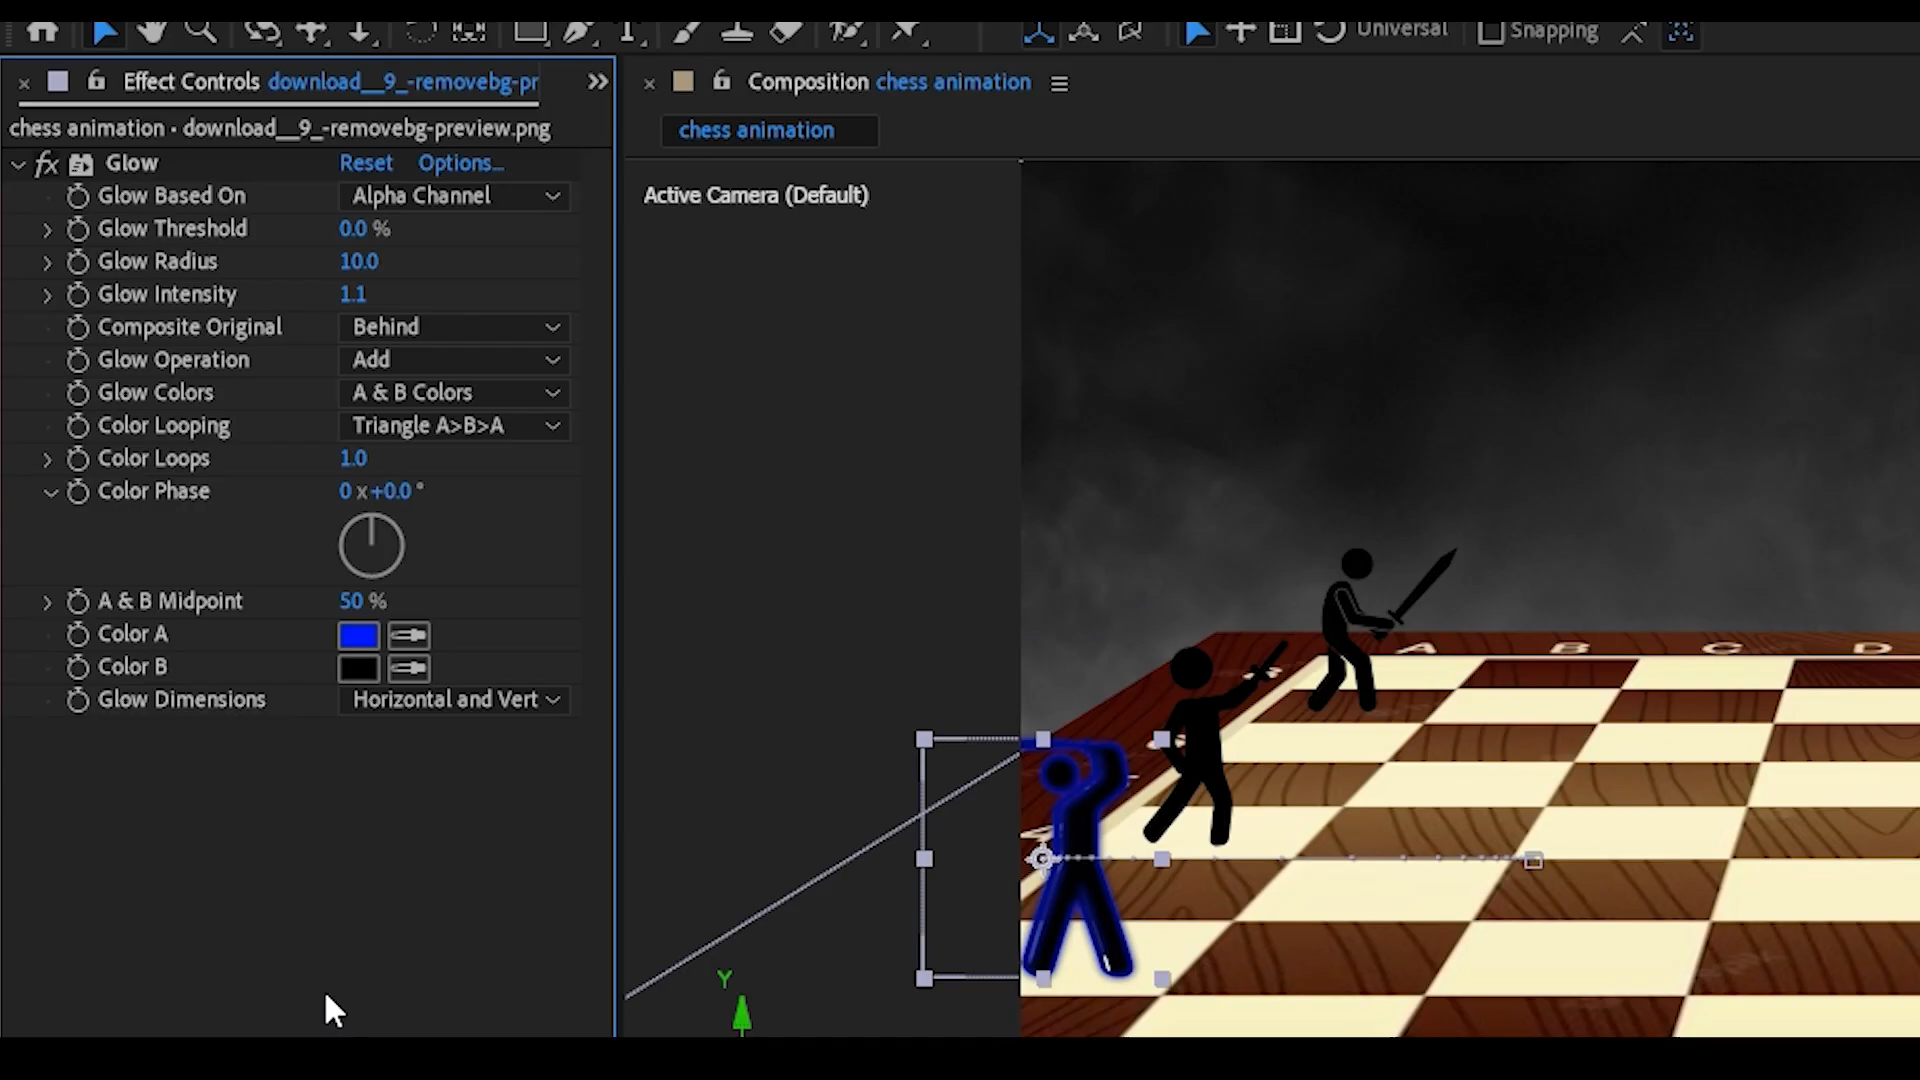 Universal
Snapping
Effect Controls download__9_-removebg-pr
Composition chess animation
chess animation • download__9_-removebg-preview.png
chess animation
fx Glow Reset Options...
Active Camera (Default)
Glow Based On Alpha Channel
Glow Threshold 0.0 %
Glow Radius 10.0
Glow Intensity 1.1
Composite Original Behind
Glow Operation Add
Glow Colors A & B Colors
Color Looping Triangle A>B>A
Color Loops 1.0
Color Phase 0 x+0.0 °
A & B Midpoint 50 %
Color A
Color B
Glow Dimensions Horizontal and Vert
A B C D
Y